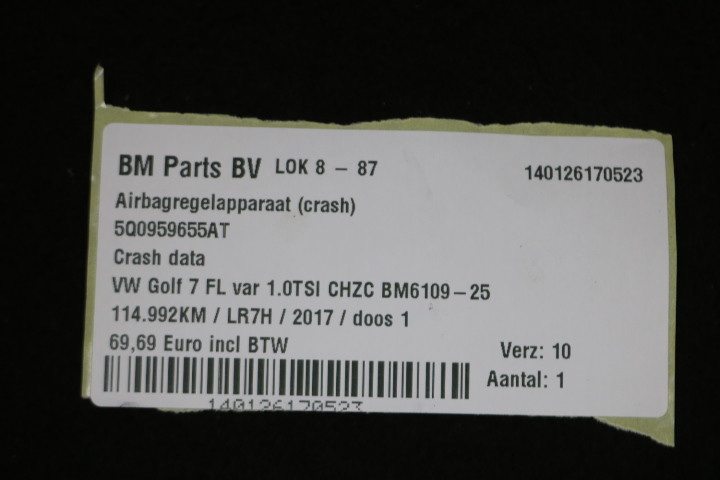 BM Parts BV LOK 8 - 87 140126170523
Airbagregelapparaat (crash)
5Q0959655AT
Crash data
VW Golf 7 FL var 1.0TSI CHZC BM6109-25
114.992KM / LR7H / 2017 / doos 1
69,69 Euro incl BTW
Verz: 10
Aantal: 1
140126170523